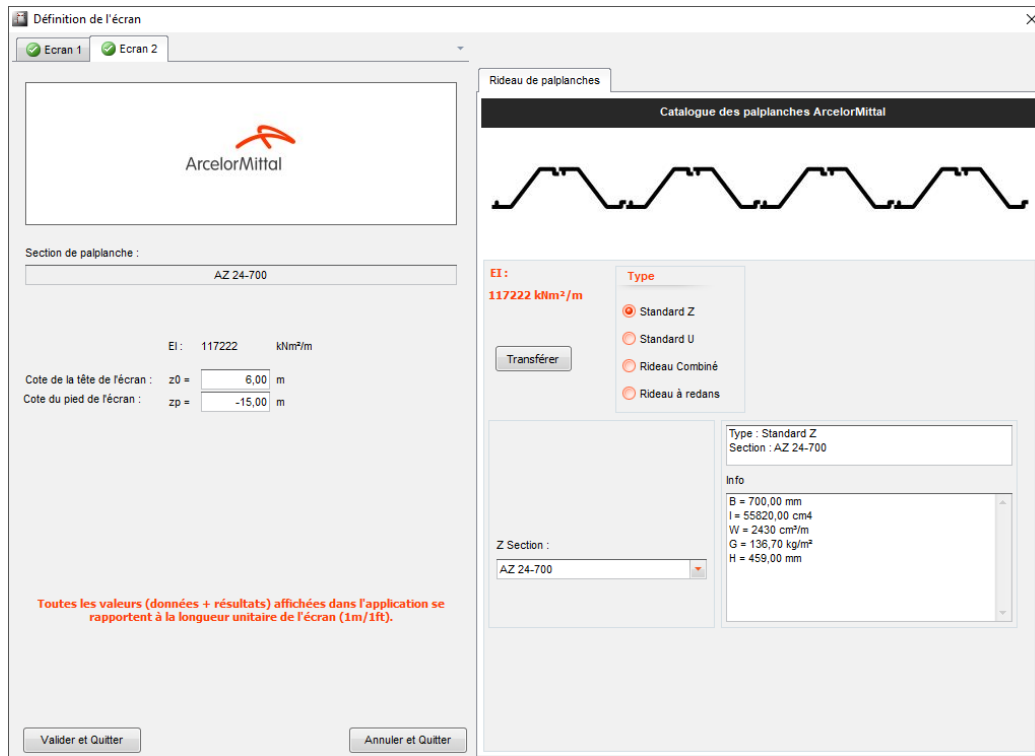 Définition de l'écran
Ecran 1
Ecran 2
ArcelorMittal
Section de palplanche :
AZ 24-700
EI : 117222 kNm²/m
Cote de la tête de l'écran : z0 = 6,00 m
Cote du pied de l'écran : zp = -15,00 m
Toutes les valeurs (données + résultats) affichées dans l'application se
rapportent à la longueur unitaire de l'écran (1m/1ft).
Valider et Quitter
Annuler et Quitter
Rideau de palplanches
Catalogue des palplanches ArcelorMittal
EI :
117222 kNm²/m
Transférer
Type
Standard Z
Standard U
Rideau Combiné
Rideau à redans
Z Section :
AZ 24-700
Type : Standard Z
Section : AZ 24-700
Info
B = 700,00 mm
I = 55820,00 cm4
W = 2430 cm³/m
G = 136,70 kg/m²
H = 459,00 mm